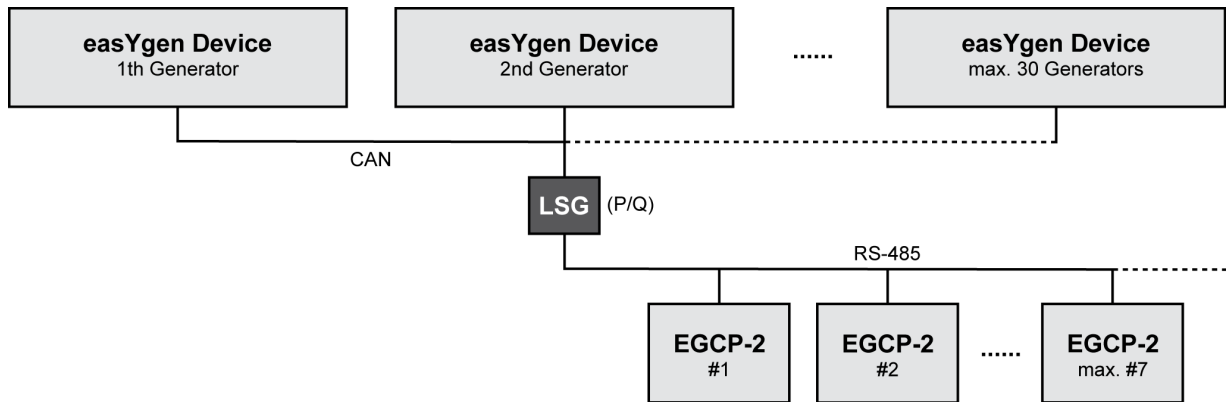 easYgen Device
1th Generator
easYgen Device
2nd Generator
......
easYgen Device
max. 30 Generators
CAN
LSG
(P/Q)
RS-485
EGCP-2
#1
EGCP-2
#2
......
EGCP-2
max. #7